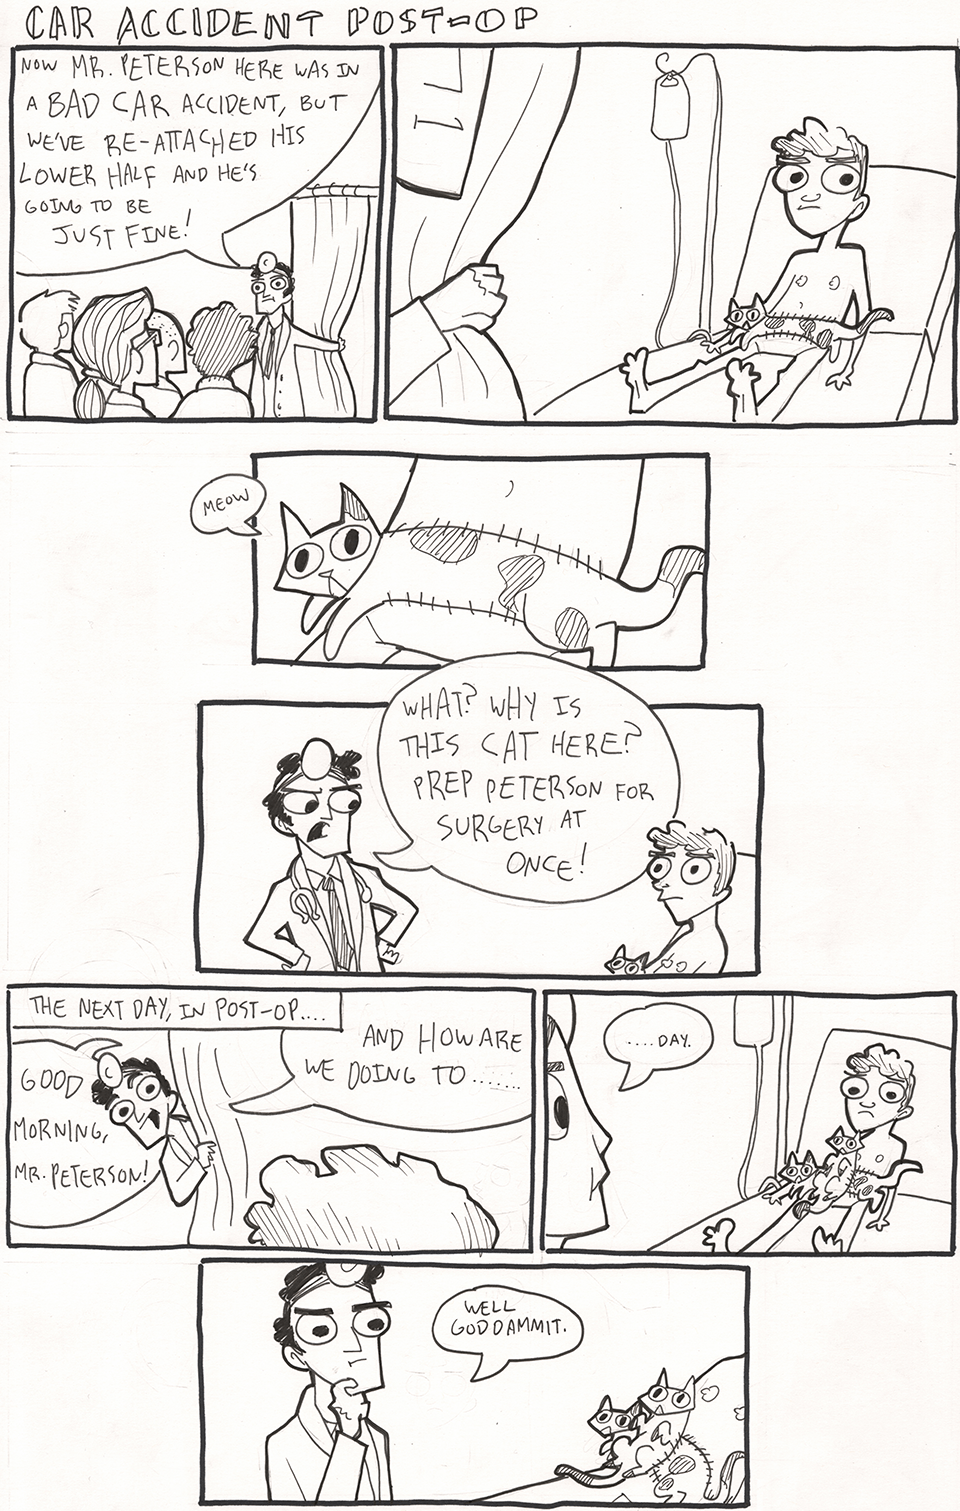 CAR ACCIDENT POST-OP
NOW MR. PETERSON HERE WAS IN
A BAD CAR ACCIDENT, BUT
WE'VE RE-ATTACHED HIS
LOWER HALF AND HE'S
GOING TO BE
JUST FINE!
71
MEOW
WHAT? WHY IS
THIS CAT HERE?
PREP PETERSON FOR
SURGERY AT
ONCE!
THE NEXT DAY, IN POST-OP....
GOOD
MORNING,
MR. PETERSON!
AND HOW ARE
WE DOING TO.......
....DAY.
WELL
GODDAMMIT.